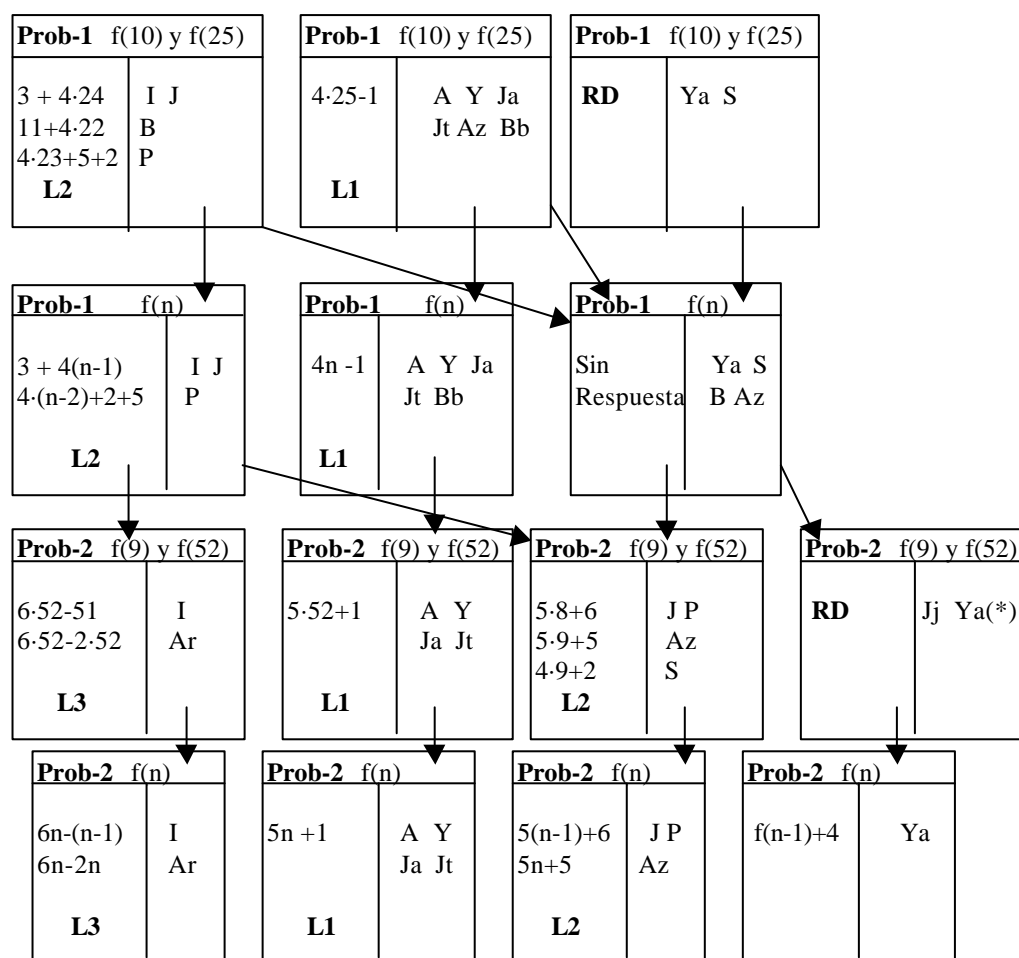 Prob-1 f(10) y f(25)
3 + 4·24 I J
11+4·22 B
4·23+5+2 P
L2
Prob-1 f(10) y f(25)
4·25-1 A Y Ja
Jt Az Bb
L1
Prob-1 f(10) y f(25)
RD Ya S
Prob-1 f(n)
3 + 4(n-1) I J
4·(n-2)+2+5 P
L2
Prob-1 f(n)
4n -1 A Y Ja
Jt Bb
L1
Prob-1 f(n)
Sin Ya S
Respuesta B Az
Prob-2 f(9) y f(52)
6·52-51 I
6·52-2·52 Ar
L3
Prob-2 f(9) y f(52)
5·52+1 A Y
Ja Jt
L1
Prob-2 f(9) y f(52)
5·8+6 J P
5·9+5 Az
4·9+2 S
L2
Prob-2 f(9) y f(52)
RD Jj Ya(*)
Prob-2 f(n)
6n-(n-1) I
6n-2n Ar
L3
Prob-2 f(n)
5n +1 A Y
Ja Jt
L1
Prob-2 f(n)
5(n-1)+6 J P
5n+5 Az
L2
Prob-2 f(n)
f(n-1)+4 Ya